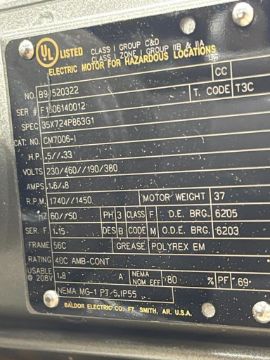 UL LISTED CLASS I GROUP C&D
CLASS I ZONE I GROUP II B & IIA
ELECTRIC MOTOR FOR HAZARDOUS LOCATIONS
NO. B9 520322 CC
SER # F1506140012 T. CODE T3C
SPEC 35X724P863G1
CAT. NO. CM7006-I
H.P. .5//.33
VOLTS 230/460//190/380
AMPS 1.6/.8
R.P.M. 1740//1450 MOTOR WEIGHT 37
HZ 60//50 PH 3 CLASS F D.E. BRG. 6205
S.F. 1.15 DES B CODE M O.D.E. BRG. 6203
FRAME 56C GREASE POLYREX EM
RATING 40C AMB-CONT
USABLE @ 208V 1.8 A NEMA NOM EFF 80 % PF 69
NEMA MG-1 PT-5, IP55
BALDOR ELECTRIC CO. FT. SMITH, AR. U.S.A.